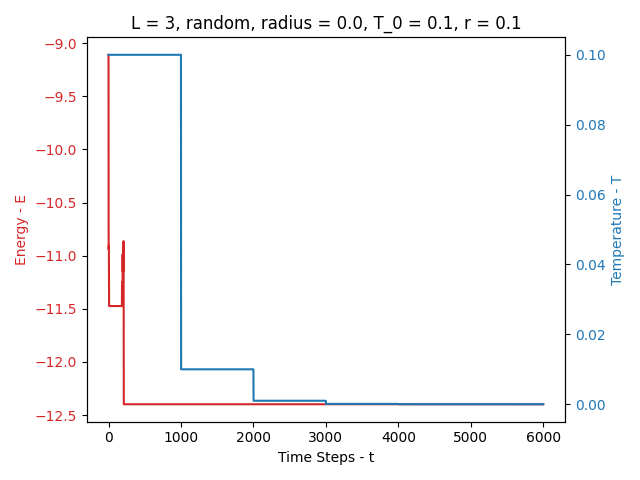 L = 3, random, radius = 0.0, T_0 = 0.1, r = 0.1
−9.0
−9.5
−10.0
−10.5
−11.0
−11.5
−12.0
−12.5
Energy - E
0.10
0.08
0.06
0.04
0.02
0.00
Temperature - T
0 1000 2000 3000 4000 5000 6000
Time Steps - t